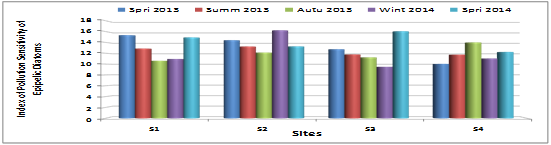 Spri 2013 Summ 2013 Autu 2013 Wint 2014 Spri 2014
Index of Pollution Sensitivity of
Epipelic Diatoms
18
16
14
12
10
8
6
4
2
0
S1 S2 S3 S4
Sites